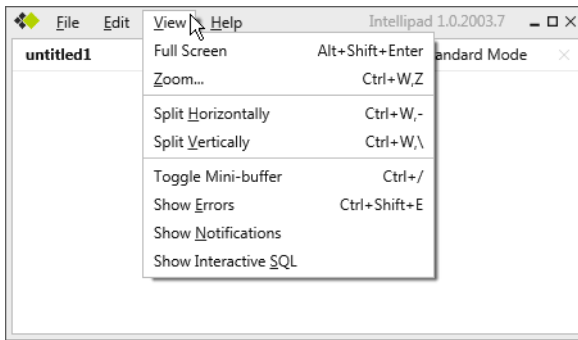 File Edit View Help Intellipad 1.0.2003.7
untitled1 andard Mode
Full Screen Alt+Shift+Enter
Zoom... Ctrl+W,Z
Split Horizontally Ctrl+W,-
Split Vertically Ctrl+W,\
Toggle Mini-buffer Ctrl+/
Show Errors Ctrl+Shift+E
Show Notifications
Show Interactive SQL